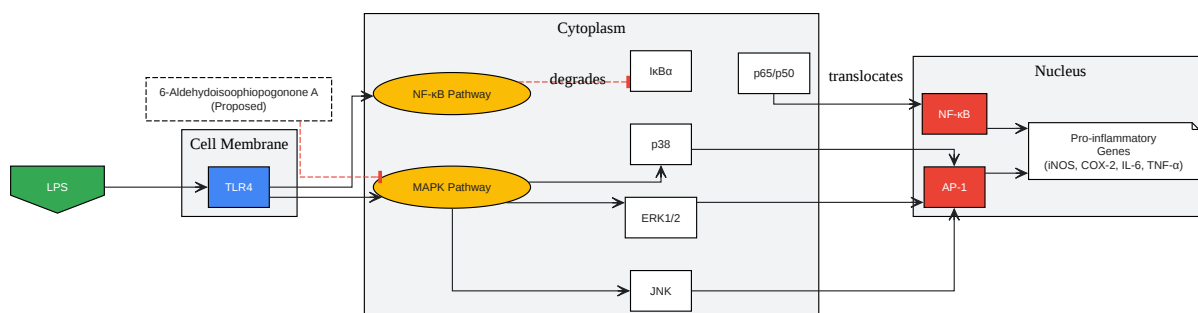 Cytoplasm
IκBα
degrades
p65/p50
translocates
Nucleus
6-Aldehydoisoophiopogonone A
(Proposed)
NF-κB Pathway
NF-κB
Cell Membrane
p38
Pro-inflammatory
Genes
(iNOS, COX-2, IL-6, TNF-α)
LPS
TLR4
MAPK Pathway
AP-1
ERK1/2
JNK